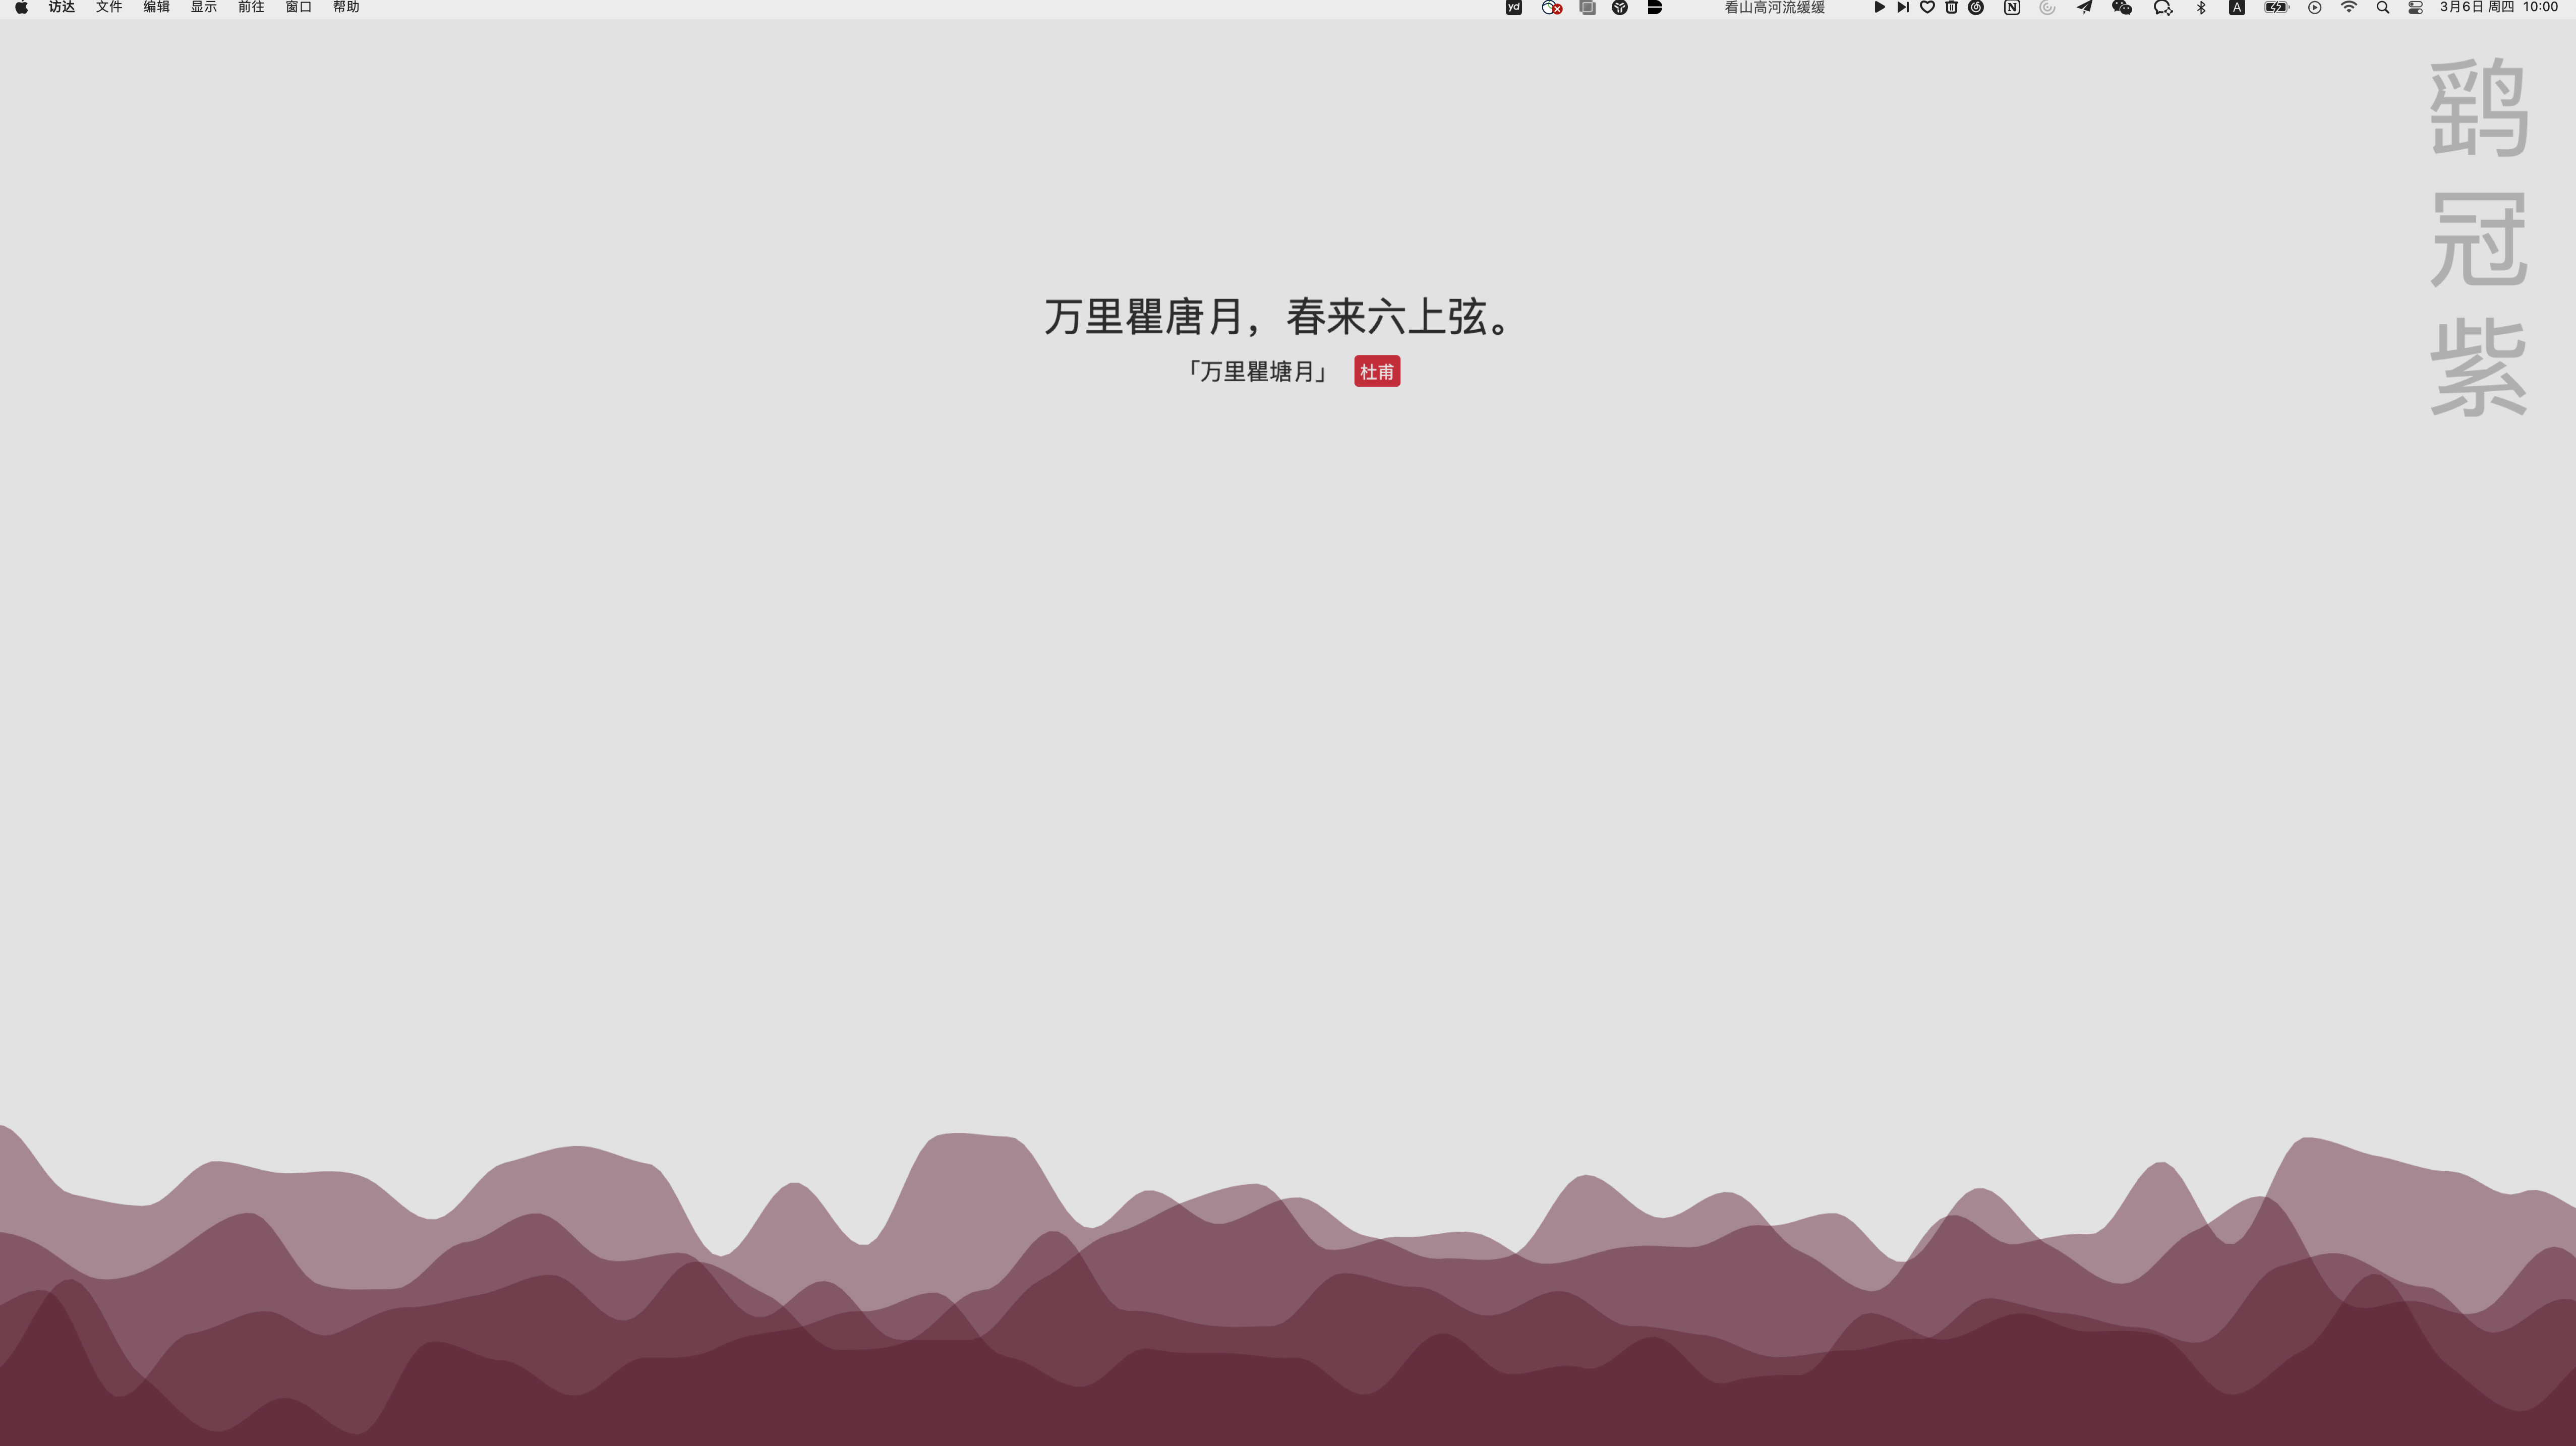 访达 文件 编辑 显示 前往 窗口 帮助 yd 看山高河流缓缓 N A 3月6日 周四 10:00
鹞冠紫
万里瞿唐月，春来六上弦。
「万里瞿塘月」 杜甫